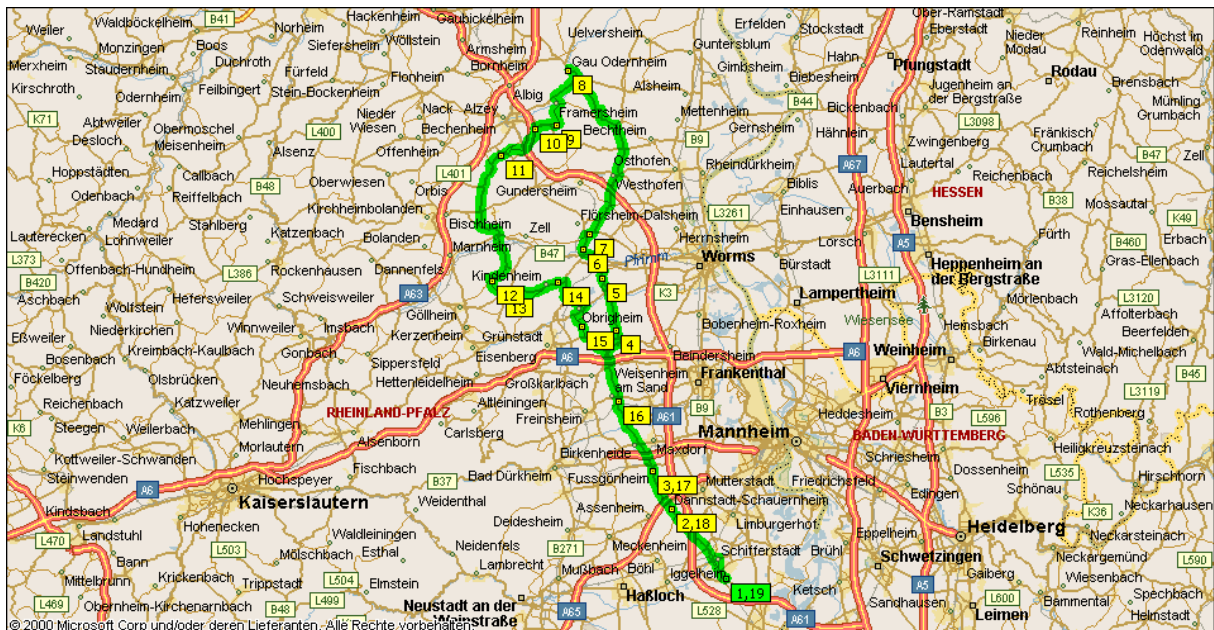 Weiler
Waldböckelheim
B41
Norheim
Hackenheim
Gaubickelheim
Uelversheim
Erfelden
Stockstadt
Ober-Ramstadt
Eberstadt
Nieder Modau
Reinheim
Höchst im Odenwald
Monzingen
Boos
Siefersheim
Wöllstein
Armsheim
Guntersblum
Hahn
Merxheim
Staudernheim
Duchroth
Fürfeld
Flonheim
Bornheim
Gau Odernheim
Gimbsheim
Biebesheim
Pfungstadt
Rodau
Brensbach
Kirschroth
Odernheim
Feilbingert
Stein-Bockenheim
Albig
8
Alsheim
B44
Jugenheim an der Bergstraße
Mümling Grumbach
K71
Abtweiler
Desloch
Obermoschel
Meisenheim
L400
Nieder Wiesen
Nack
Alzey
Framersheim
Mettenheim
Bickenbach
L3098
Bechenheim
10
9
Bechtheim
B9
Gernsheim
Hähnlein
Zwingenberg
Fränkisch Crumbach
Hoppstädten
Alsenz
Offenheim
11
Osthofen
Rheindürkheim
A67
Lautertal
B47
Zell
Callbach
L401
Orbis
Westhofen
Biblis
Auerbach
Reichenbach
Reichelsheim
Odenbach
Reiffelbach
B48
Oberwiesen
Gundersheim
HESSEN
B38
Mossautal
Medard
Stahlberg
Kirchheimbolanden
Bischheim
Flörsheim-Dalsheim
L3261
Einhausen
Bensheim
K49
Lauterecken
Lohnweiler
Katzenbach
Bolanden
Zell
7
Herrnsheim
Lorsch
A5
Fürth
Erbach
L373
Marnheim
B47
Pfrimm
Worms
B460
B420
Offenbach-Hundheim
L386
Rockenhausen
Dannenfels
6
Bürstadt
L3111
Heppenheim an der Bergstraße
Gras-Ellenbach
Aschbach
Hefersweiler
Schweisweiler
A63
Kindenheim
12
14
5
K3
Lampertheim
Mörlenbach
L3120
Wolfstein
Göllheim
13
Obrigheim
Affolterbach
Eßweiler
Niederkirchen
Winnweiler
Imsbach
Kerzenheim
Grünstadt
15
4
Bobenheim-Roxheim
Wiesensee
Hemsbach
Beerfelden
Bosenbach
Kreimbach-Kaulbach
Gonbach
Sippersfeld
Eisenberg
A6
Beindersheim
A6
Weinheim
Birkenau
Wald-Michelbach
Föckelberg
Olsbrücken
Neuhemsbach
Hettenleidelheim
Großkarlbach
Weisenheim am Sand
Frankenthal
Viernheim
Abtsteinach
B45
Reichenbach
Katzweiler
RHEINLAND-PFALZ
Altleiningen
Freinsheim
16
A61
B9
Heddesheim
B3
L596
Trösel
L3119
K6
Steegen
Weilerbach
Mehlingen
Carlsberg
Mannheim
BADEN-WÜRTTEMBERG
Rothenberg
Morlautern
Alsenborn
Birkenheide
Maxdorf
Schriesheim
Heiligkreuzsteinach
Kottweiler-Schwanden
Fischbach
Bad Dürkheim
Fussgönheim
Mutterstadt
Friedrichsfeld
Dossenheim
L535
Hirschhorn
Steinwenden
A6
Hochspeyer
B37
3,17
Edingen
Schönau
Kaiserslautern
Weidenthal
Assenheim
Dannstadt-Schauernheim
K36
Neckarhausen
Kindsbach
Hohenecken
Deidesheim
2,18
Limburgerhof
Eppelheim
Heidelberg
L470
Landstuhl
L503
Waldleiningen
B271
Meckenheim
Schifferstadt
Brühl
Neckarsteinach
Bann
Mölschbach
Esthal
Neidenfels
Böhl
Schwetzingen
Neckargemünd
L590
Mittelbrunn
Krickenbach
Trippstadt
L504
Elmstein
Lambrecht
Mußbach
Iggelheim
A5
Gaiberg
Wiesenbach
L469
Obernheim-Kirchenarnbach
B48
L499
Neustadt an der Weinstraße
A65
Haßloch
1,19
L528
Ketsch
Sandhausen
L600
Bammental
Spechbach
A61
Leimen
Helmstadt
© 2000 Microsoft Corp und/oder deren Lieferanten. Alle Rechte vorbehalten.